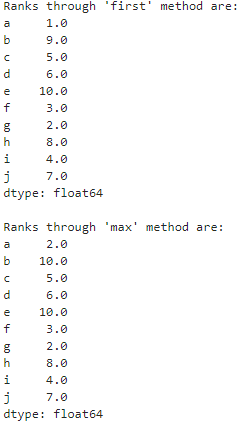 Ranks through 'first' method are:
a     1.0
b     9.0
c     5.0
d     6.0
e    10.0
f     3.0
g     2.0
h     8.0
i     4.0
j     7.0
dtype: float64

Ranks through 'max' method are:
a     2.0
b    10.0
c     5.0
d     6.0
e    10.0
f     3.0
g     2.0
h     8.0
i     4.0
j     7.0
dtype: float64